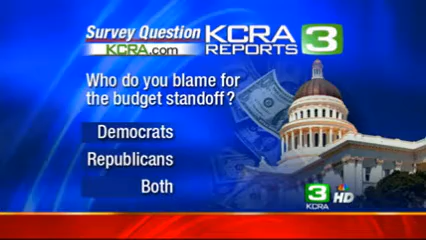 Survey Question
KCRA.com
KCRA
REPORTS
3
Who do you blame for
the budget standoff?
Democrats
Republicans
Both
3
KCRA
HD